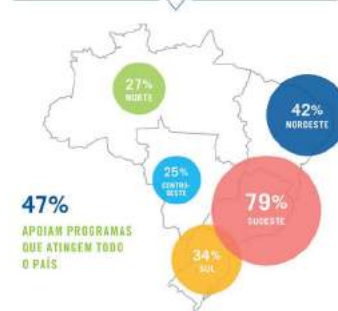 27%
NORTE
42%
NORDESTE
25%
CENTRO-
OESTE
47%
APOIAM PROGRAMAS
QUE ATINGEM TODO
O PAÍS
79%
SUDESTE
34%
SUL